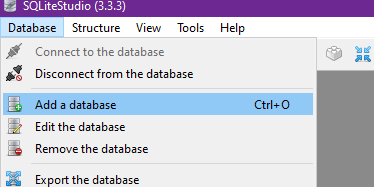 SQLiteStudio (3.3.3)
Database Structure View Tools Help
Connect to the database
Disconnect from the database
Add a database Ctrl+O
Edit the database
Remove the database
Export the database